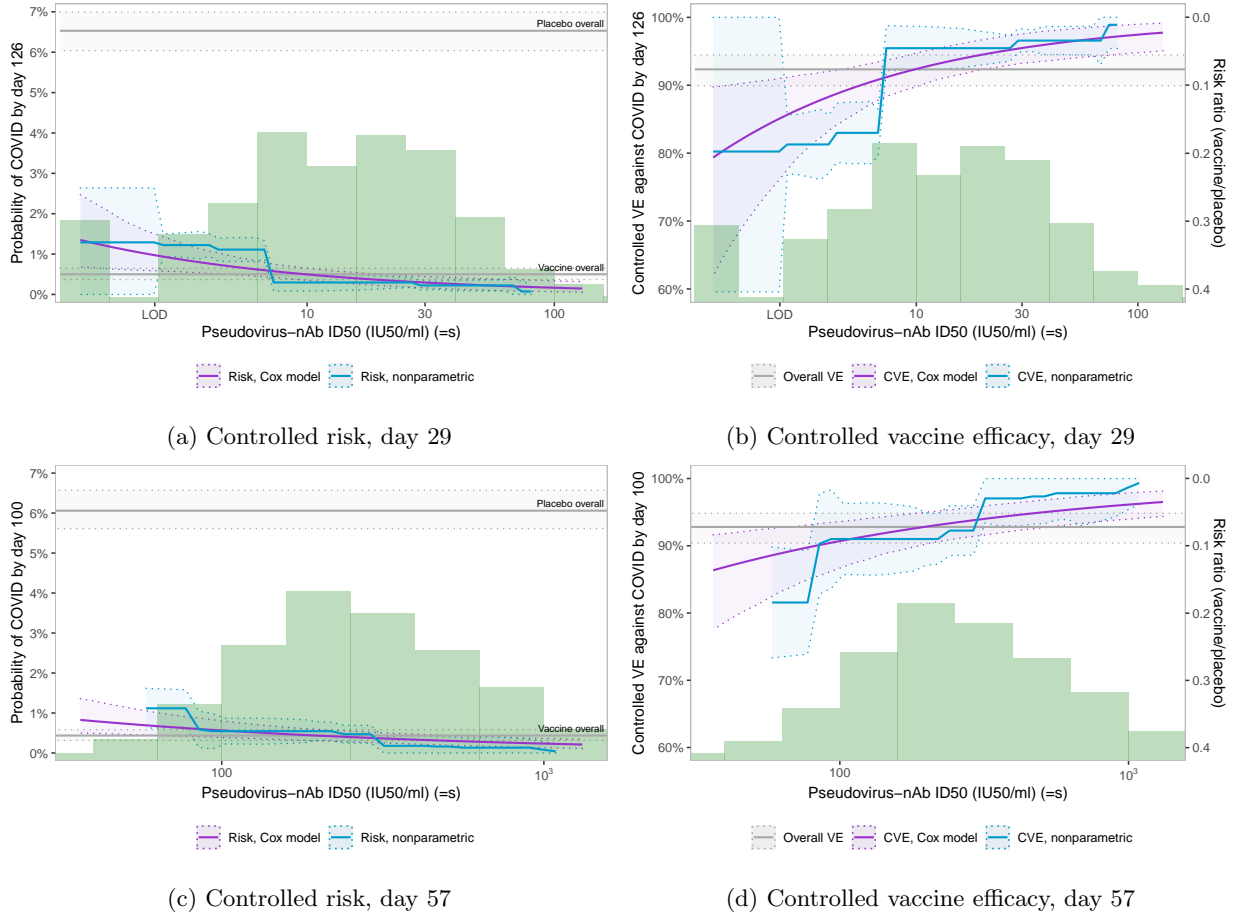 Probability of COVID by day 126
7%
6%
5%
4%
3%
2%
1%
0%
Placebo overall
Vaccine overall
LOD 10 30 100
Pseudovirus−nAb ID50 (IU50/ml) (=s)
Risk, Cox model Risk, nonparametric
(a) Controlled risk, day 29
Controlled VE against COVID by day 126
100%
90%
80%
70%
60%
0.0
0.1
0.2
0.3
0.4
Risk ratio (vaccine/placebo)
LOD 10 30 100
Pseudovirus−nAb ID50 (IU50/ml) (=s)
Overall VE CVE, Cox model CVE, nonparametric
(b) Controlled vaccine efficacy, day 29
Probability of COVID by day 100
7%
6%
5%
4%
3%
2%
1%
0%
Placebo overall
Vaccine overall
100 10³
Pseudovirus−nAb ID50 (IU50/ml) (=s)
Risk, Cox model Risk, nonparametric
(c) Controlled risk, day 57
Controlled VE against COVID by day 100
100%
90%
80%
70%
60%
0.0
0.1
0.2
0.3
0.4
Risk ratio (vaccine/placebo)
100 10³
Pseudovirus−nAb ID50 (IU50/ml) (=s)
Overall VE CVE, Cox model CVE, nonparametric
(d) Controlled vaccine efficacy, day 57